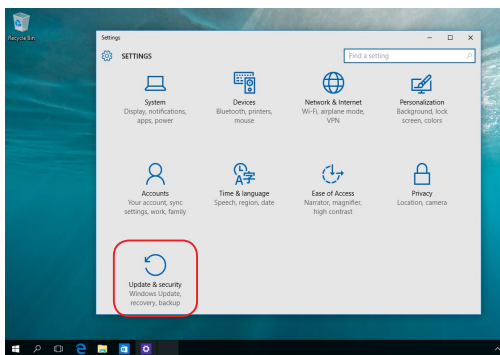 Recycle Bin
Settings
SETTINGS
Find a setting
System
Display, notifications,
apps, power
Devices
Bluetooth, printers,
mouse
Network & Internet
Wi-Fi, airplane mode,
VPN
Personalization
Background, lock
screen, colors
Accounts
Your account, sync
settings, work, family
Time & language
Speech, region, date
Ease of Access
Narrator, magnifier,
high contrast
Privacy
Location, camera
Update & security
Windows Update,
recovery, backup